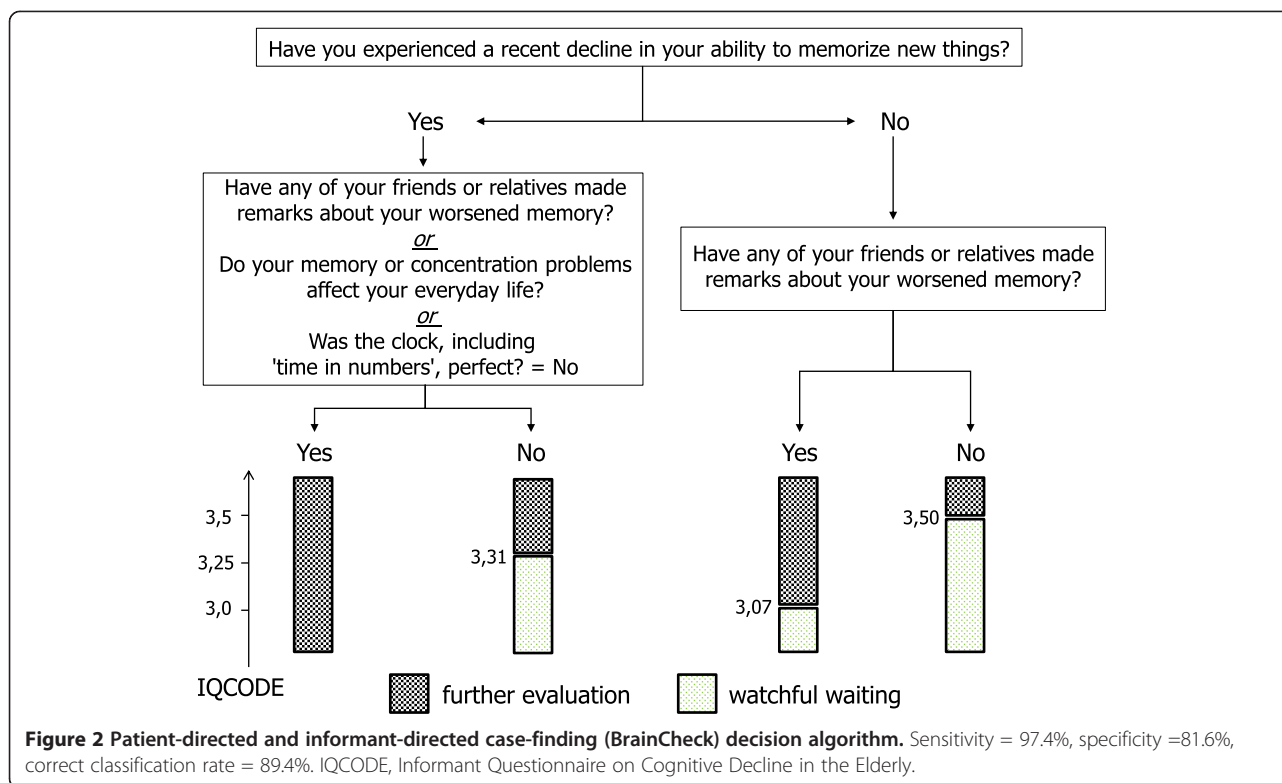 Have you experienced a recent decline in your ability to memorize new things?
Yes
No
Have any of your friends or relatives made
remarks about your worsened memory?
or
Do your memory or concentration problems
affect your everyday life?
or
Was the clock, including
'time in numbers', perfect? = No
Have any of your friends or relatives made
remarks about your worsened memory?
Yes
No
Yes
No
3,5
3,25
3,0
3,31
3,07
3,50
IQCODE
further evaluation
watchful waiting
Figure 2 Patient-directed and informant-directed case-finding (BrainCheck) decision algorithm. Sensitivity = 97.4%, specificity =81.6%,
correct classification rate = 89.4%. IQCODE, Informant Questionnaire on Cognitive Decline in the Elderly.